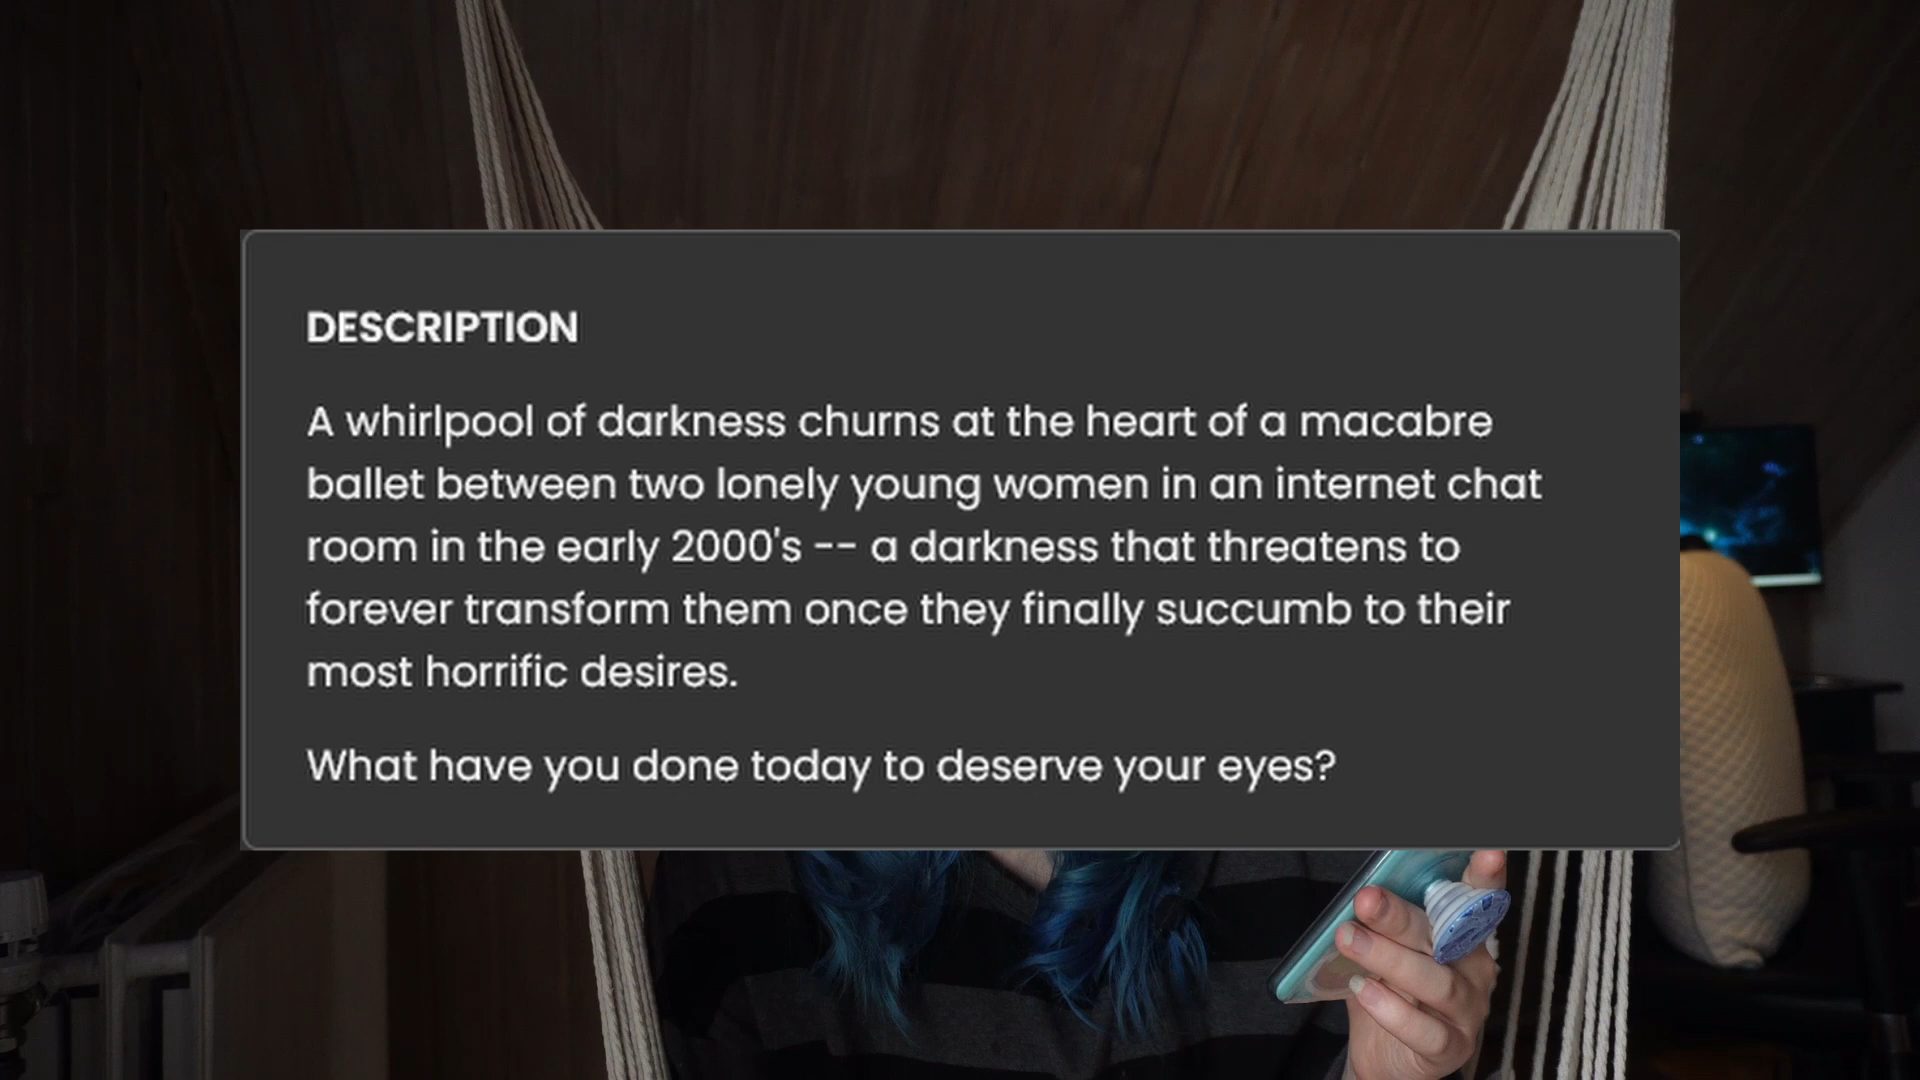 DESCRIPTION
A whirlpool of darkness churns at the heart of a macabre
ballet between two lonely young women in an internet chat
room in the early 2000's -- a darkness that threatens to
forever transform them once they finally succumb to their
most horrific desires.
What have you done today to deserve your eyes?